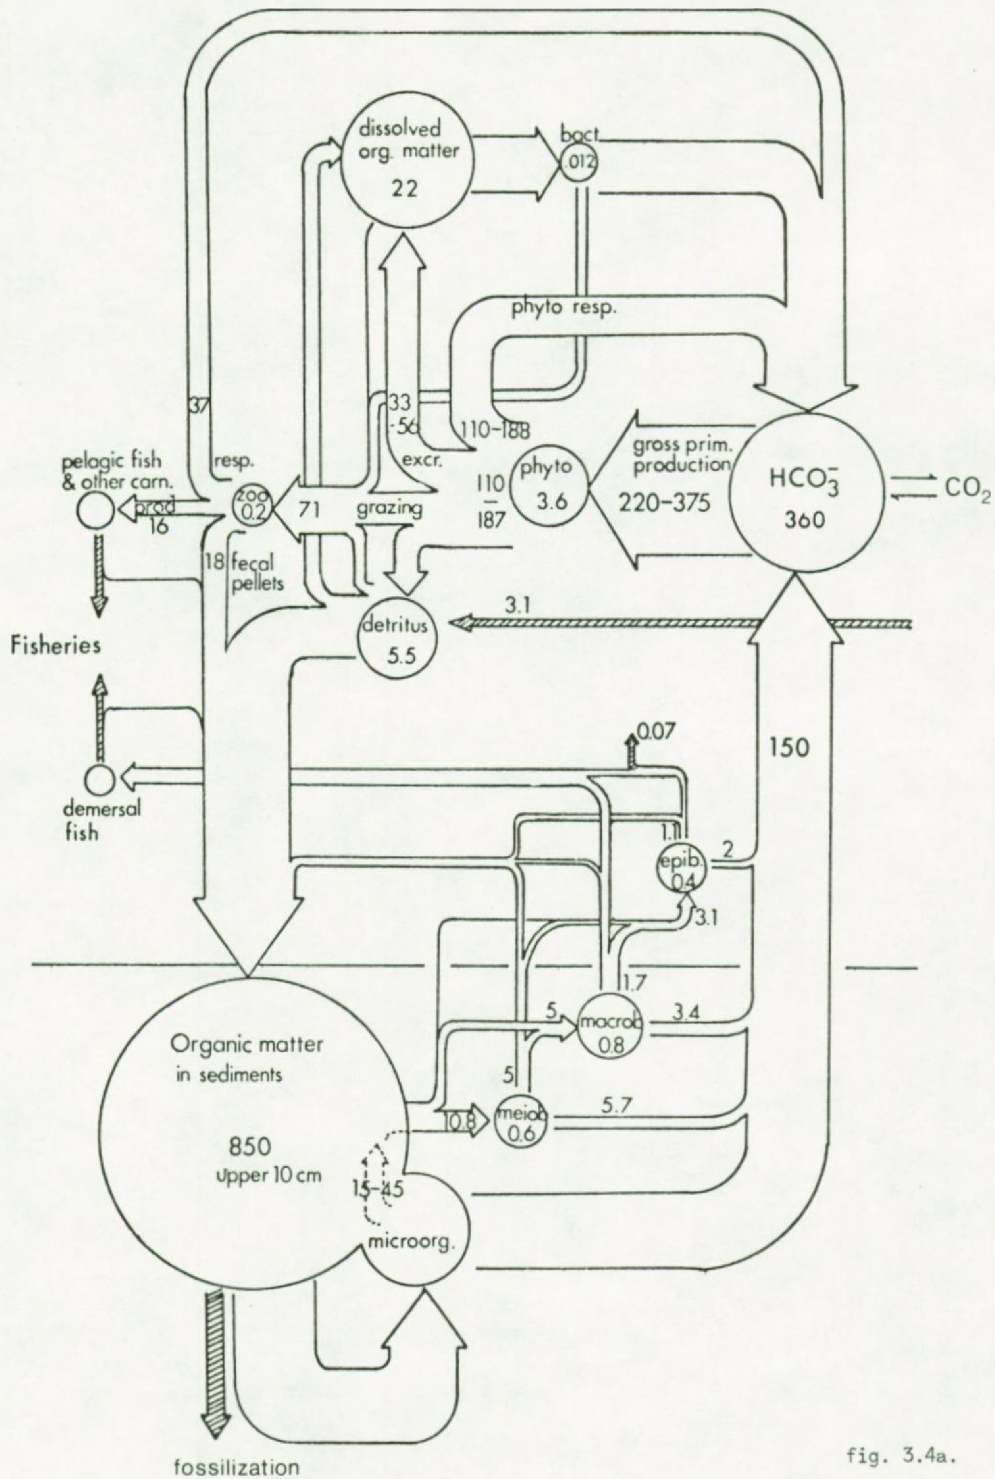 dissolved
org. matter
22
bact.
.012
phyto resp.
37
33
-56
110-188
excr.
pelagic fish
& other carn.
resp.
prod.
16
zoo
0.2
71
grazing
110
-
187
phyto
3.6
gross prim.
production
220-375
HCO₃⁻
360
CO₂
18 fecal
pellets
detritus
5.5
3.1
Fisheries
0.07
150
demersal
fish
1.1
epib.
0.4
2
3.1
1.7
macrob
0.8
3.4
5
5
meiob
0.6
5.7
10.8
Organic matter
in sediments
850
upper 10 cm
15-45
microorg.
fossilization
fig. 3.4a.